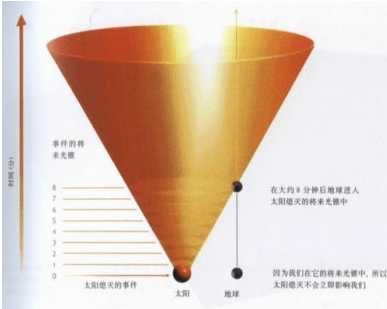 事件的将
来光锥
时间(分)
8
7
6
5
4
3
2
1
0
在大约 8 分钟后地球进入
太阳熄灭的将来光锥中
因为我们在它的将来光锥中，所以
太阳熄灭不会立即影响我们
太阳熄灭的事件
太阳
地球